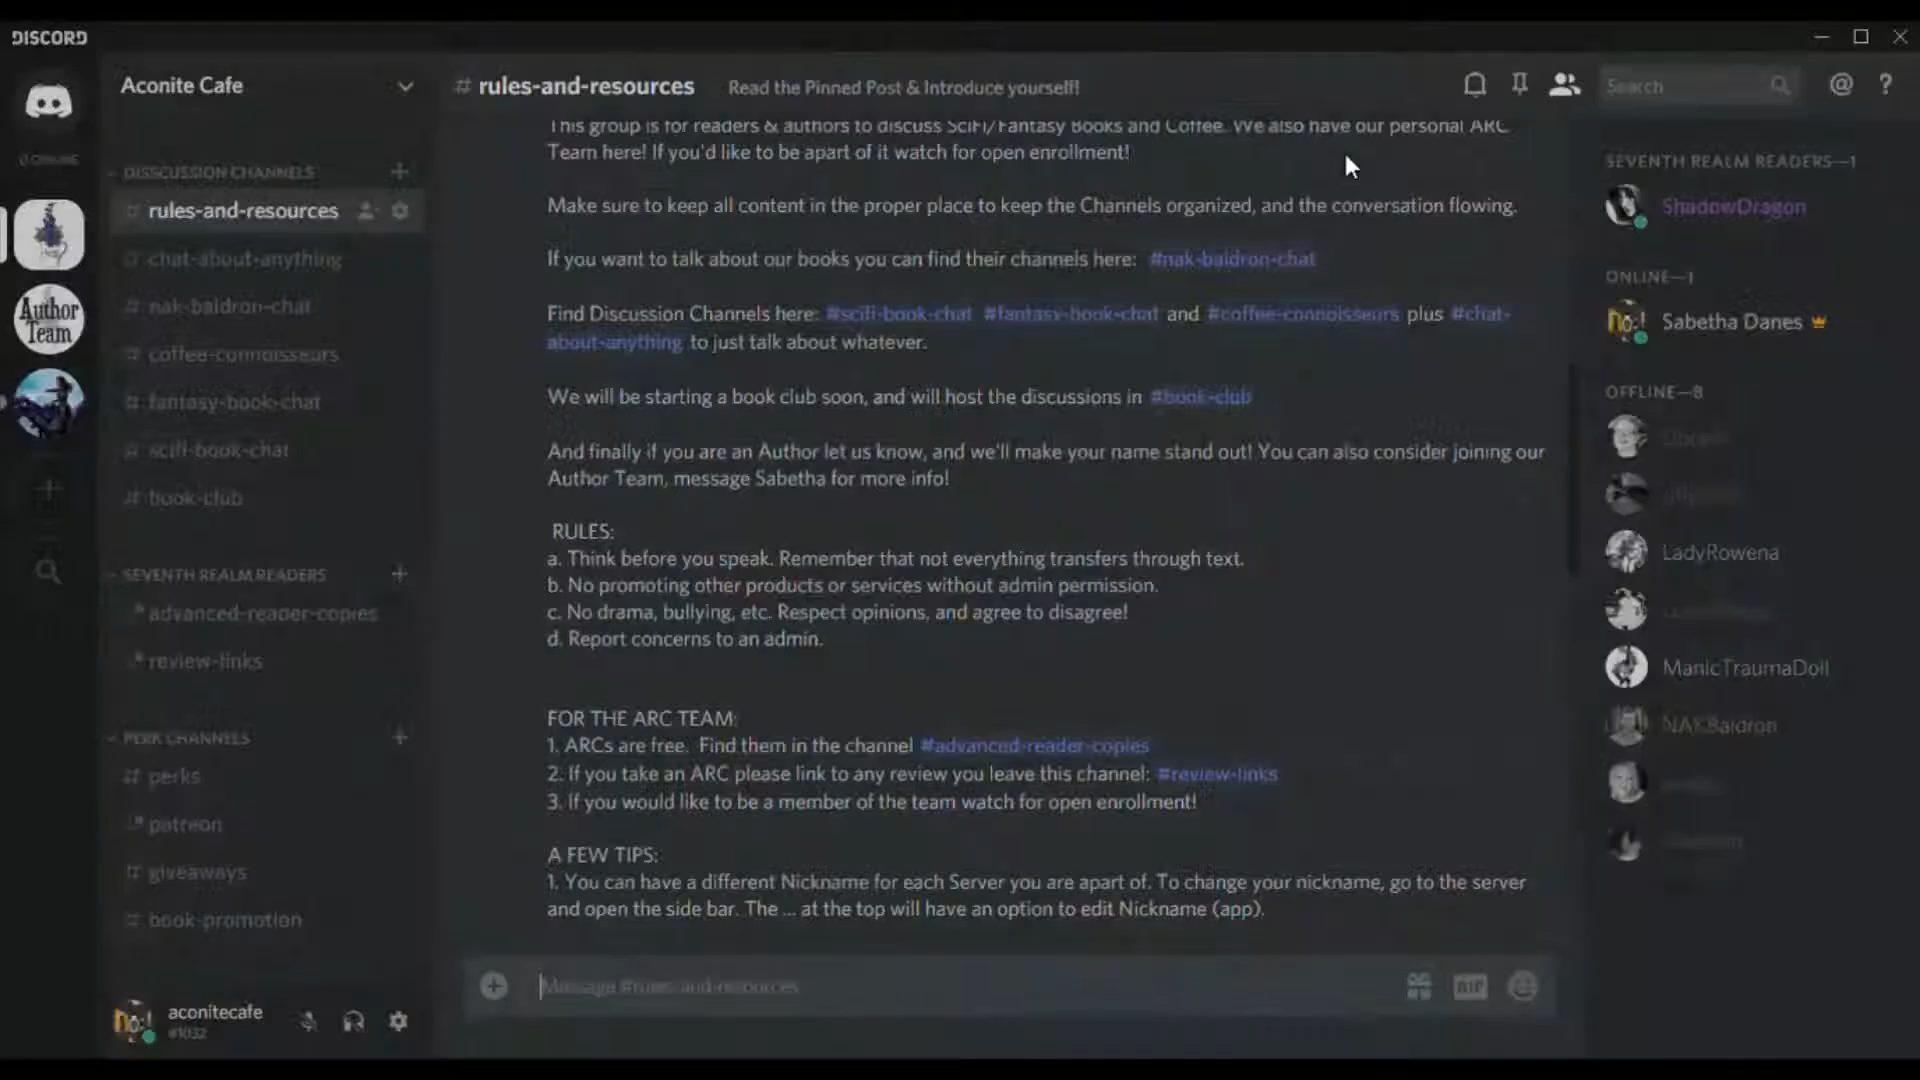 DISCORD
Aconite Cafe
# rules-and-resources
Read the Pinned Post & Introduce yourself!
Search
@
?
0 ONLINE
Author Team
DISSCUSSION CHANNELS +
# rules-and-resources
# chat-about-anything
# nak-baldron-chat
# coffee-connoisseurs
# fantasy-book-chat
# scifi-book-chat
# book-club
SEVENTH REALM READERS +
advanced-reader-copies
review-links
PERK CHANNELS +
# perks
patreon
# giveaways
# book-promotion
aconitecafe
#1032
This group is for readers & authors to discuss SciFi/Fantasy Books and Coffee. We also have our personal ARC
Team here! If you'd like to be apart of it watch for open enrollment!
Make sure to keep all content in the proper place to keep the Channels organized, and the conversation flowing.
If you want to talk about our books you can find their channels here: #nak-baldron-chat
Find Discussion Channels here: #scifi-book-chat #fantasy-book-chat and #coffee-connoisseurs plus #chat-
about-anything to just talk about whatever.
We will be starting a book club soon, and will host the discussions in #book-club
And finally if you are an Author let us know, and we'll make your name stand out! You can also consider joining our
Author Team, message Sabetha for more info!
RULES:
a. Think before you speak. Remember that not everything transfers through text.
b. No promoting other products or services without admin permission.
c. No drama, bullying, etc. Respect opinions, and agree to disagree!
d. Report concerns to an admin.
FOR THE ARC TEAM:
1. ARCs are free. Find them in the channel #advanced-reader-copies
2. If you take an ARC please link to any review you leave this channel: #review-links
3. If you would like to be a member of the team watch for open enrollment!
A FEW TIPS:
1. You can have a different Nickname for each Server you are apart of. To change your nickname, go to the server
and open the side bar. The ... at the top will have an option to edit Nickname (app).
Message #rules-and-resources
GIF
SEVENTH REALM READERS—1
ShadowDragon
ONLINE—1
no!
Sabetha Danes
OFFLINE—8
LadyRowena
ManicTraumaDoll
NAKBaldron